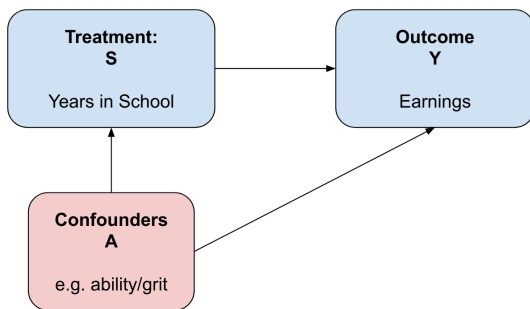 Treatment:
S
Years in School
Outcome
Y
Earnings
Confounders
A
e.g. ability/grit